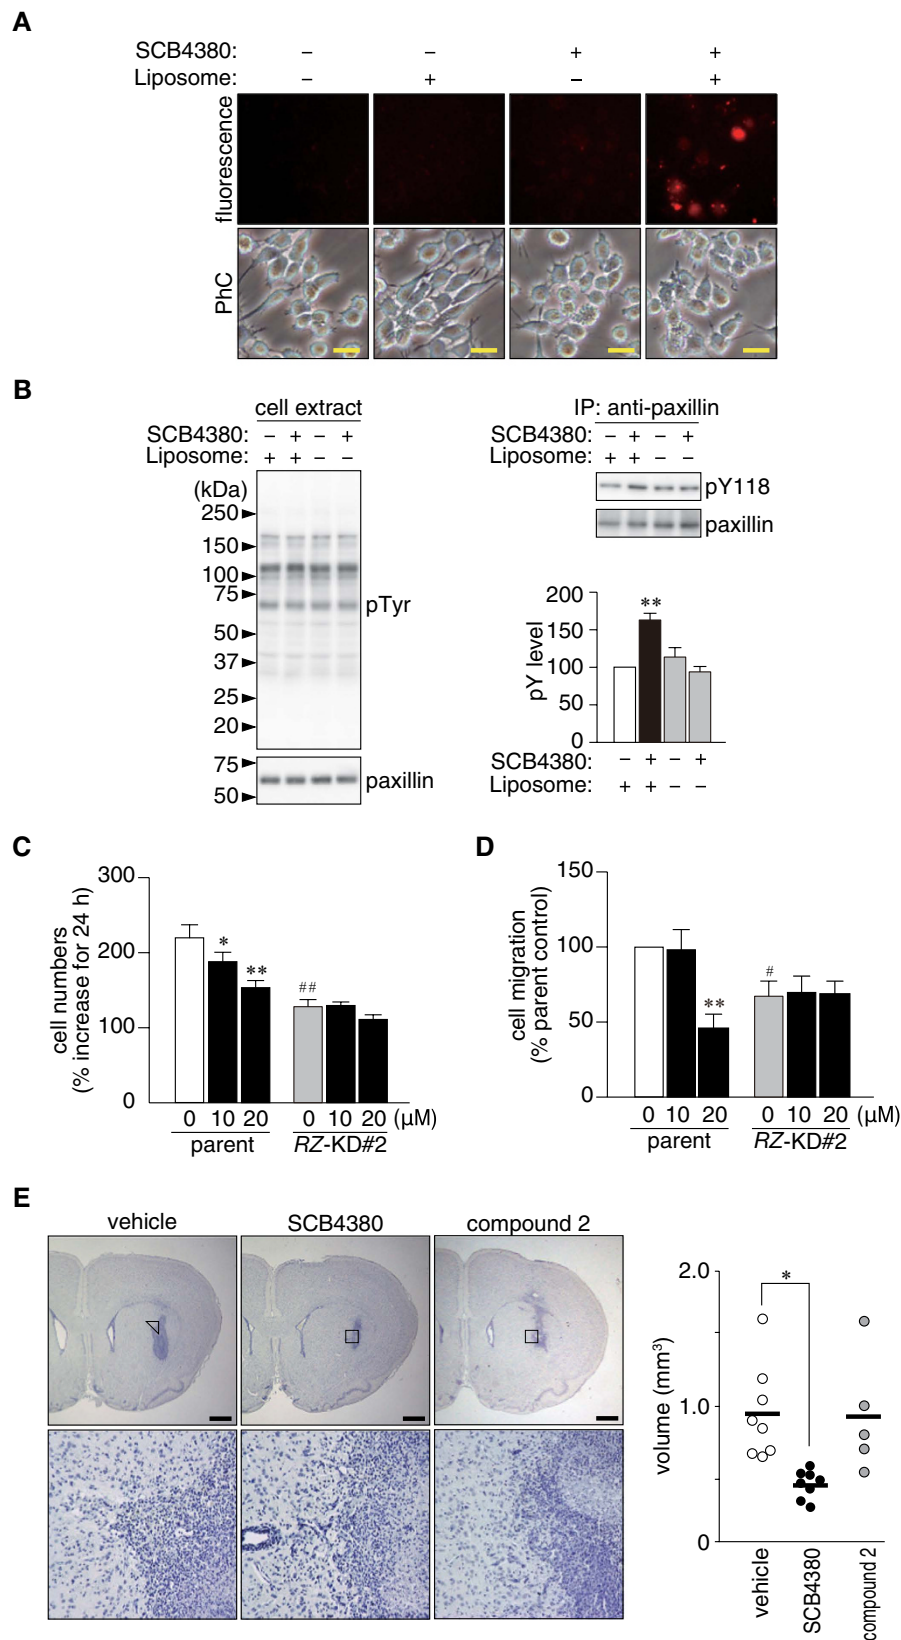 A
SCB4380: – – + +
Liposome: – + – +
fluorescence
PhC
B
cell extract
SCB4380: – + – +
Liposome: + + – –
(kDa)
250
150
100
75
50
37
25
20
pTyr
75
50
paxillin
IP: anti-paxillin
SCB4380: – + – +
Liposome: + + – –
pY118
paxillin
200
150
100
50
0
pY level
**
SCB4380: – + – +
Liposome: + + – –
C
300
200
100
0
cell numbers
(% increase for 24 h)
*
**
##
0 10 20 0 10 20 (μM)
parent RZ-KD#2
D
150
100
50
0
cell migration
(% parent control)
**
#
0 10 20 0 10 20 (μM)
parent RZ-KD#2
E
vehicle SCB4380 compound 2
2.0
1.0
0
volume (mm³)
*
vehicle
SCB4380
compound 2